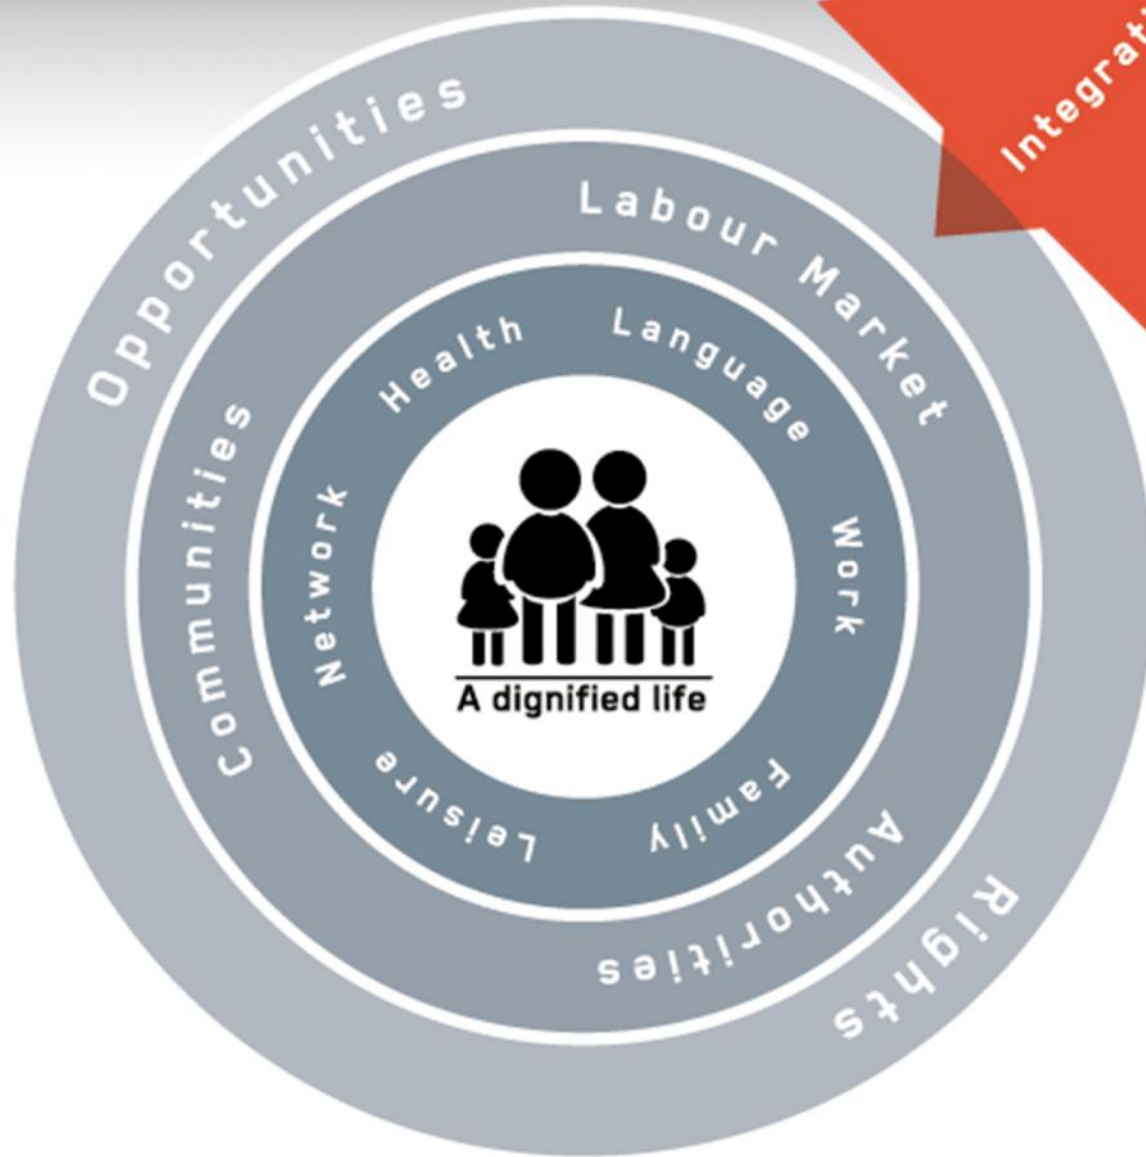 Opportunities
Rights
Labour Market
Authorities
Communities
Health
Language
Work
Family
Leisure
Network
A dignified life